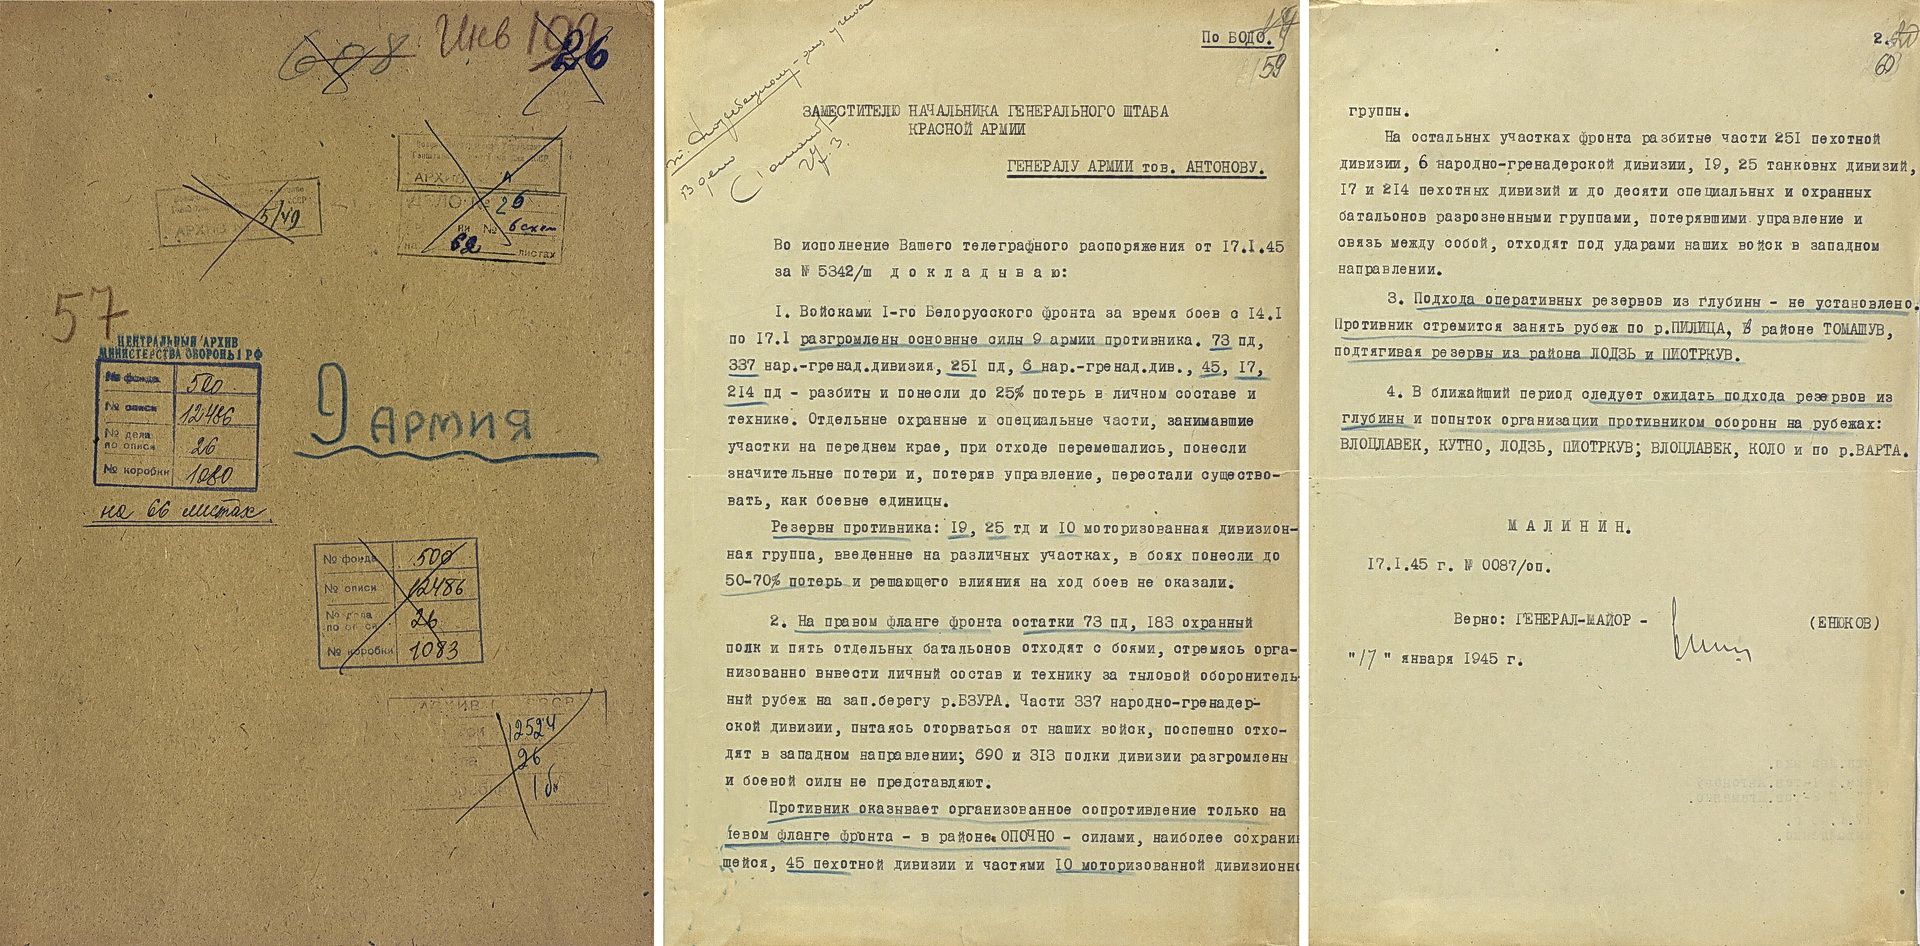 608 Инв 109
26
АРХИВ
5/49
АРХИВ
ДЕЛО № 26
№ 6 схем
на 62 листах
57
ЦЕНТРАЛЬНЫЙ АРХИВ
МИНИСТЕРСТВА ОБОРОНЫ РФ
№ фонда 500
№ описи 12486
№ дела по описи 26
№ коробки 1080
на 66 листах
9 АРМИЯ
№ фонда 500
№ описи 12486
№ дела по описи 26
№ коробки 1083
12524
26
По БОДО.
59
ЗАМЕСТИТЕЛЮ НАЧАЛЬНИКА ГЕНЕРАЛЬНОГО ШТАВА
КРАСНОЙ АРМИИ
ГЕНЕРАЛУ АРМИИ тов. АНТОНОВУ.
Во исполнение Вашего телеграфного распоряжения от 17.I.45
за № 5342/ш д о к л а д ы в а ю:
I. Войсками I-го Белорусского фронта за время боев с 14.I
по 17.I разгромлены основные силы 9 армии противника. 73 пд,
337 нар.-гренад.дивизия, 251 пд, 6 нар.-гренад.див., 45, 17,
214 пд - разбиты и понесли до 25% потерь в личном составе и
технике. Отдельные охранные и специальные части, занимавшие
участки на переднем крае, при отходе перемешались, понесли
значительные потери и, потеряв управление, перестали существо-
вать, как боевые единицы.
Резервы противника: 19, 25 тд и 10 моторизованная дивизион-
ная группа, введенные на различных участках, в боях понесли до
50-70% потерь и решающего влияния на ход боев не оказали.
2. На правом фланге фронта остатки 73 пд, 183 охранный
полк и пять отдельных батальонов отходят с боями, стремясь орга-
низованно вывести личный состав и технику за тыловой оборонитель-
ный рубеж на зап.берегу р.БЗУРА. Части 337 народно-гренадер-
ской дивизии, пытаясь оторваться от наших войск, поспешно отхо-
дят в западном направлении; 690 и 313 полки дивизии разгромлены
и боевой силы не представляют.
Противник оказывает организованное сопротивление только на
левом фланге фронта - в районе ОПОЧНО - силами, наиболее сохранив
шейся, 45 пехотной дивизии и частями 10 моторизованной дивизионно
2.
60
группы.
На остальных участках фронта разбитые части 251 пехотной
дивизии, 6 народно-гренадерской дивизии, 19, 25 танковых дивизий,
17 и 214 пехотных дивизий и до десяти специальных и охранных
батальонов разрозненными группами, потерявшими управление и
связь между собой, отходят под ударами наших войск в западном
направлении.
3. Подхода оперативных резервов из глубины - не установлено.
Противник стремится занять рубеж по р.ПИЛИЦА, в районе ТОМАШУВ,
подтягивая резервы из района ЛОДЗЬ и ПИОТРКУВ.
4. В ближайший период следует ожидать подхода резервов из
глубины и попыток организации противником обороны на рубежах:
ВЛОЦЛАВЕК, КУТНО, ЛОДЗЬ, ПИОТРКУВ; ВЛОЦЛАВЕК, КОЛО и по р.ВАРТА.
М А Л И Н И Н.
17.I.45 г. № 0087/оп.
Верно: ГЕНЕРАЛ-МАЙОР - (ЕНЮКОВ)
"17" января 1945 г.